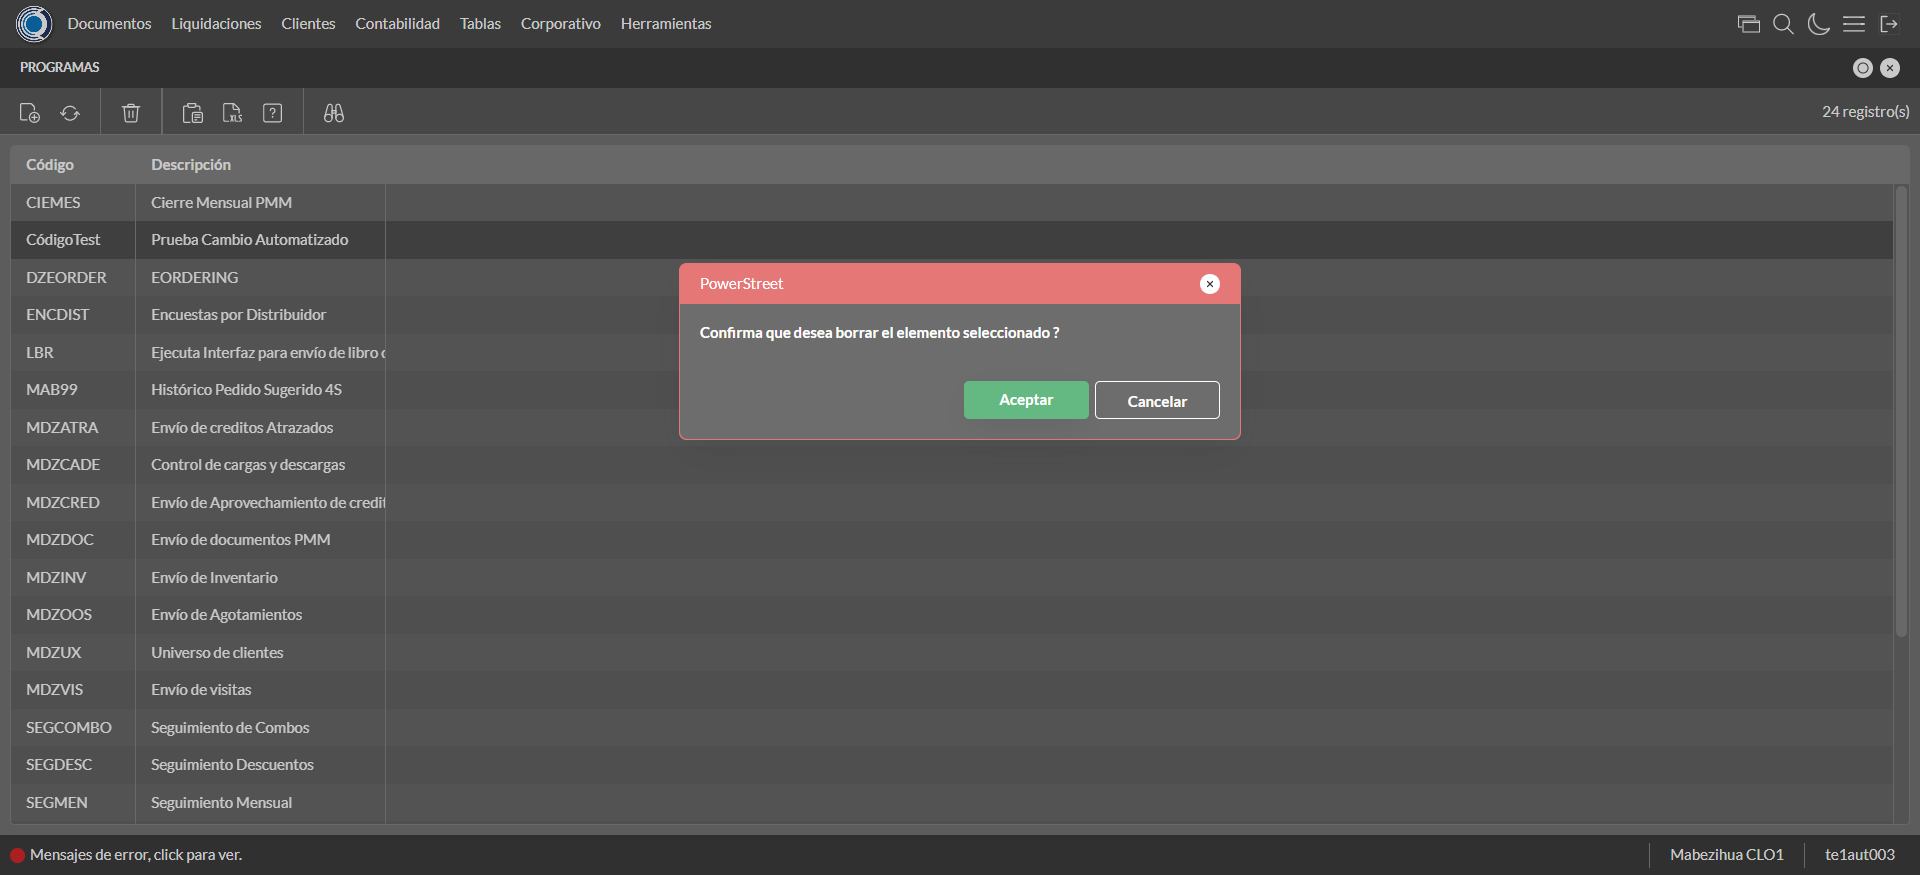 Documentos Liquidaciones Clientes Contabilidad Tablas Corporativo Herramientas
PROGRAMAS
XLS ? 24 registro(s)
Código Descripción
CIEMES Cierre Mensual PMM
CódigoTest Prueba Cambio Automatizado
DZEORDER EORDERING
ENCDIST Encuestas por Distribuidor
LBR Ejecuta Interfaz para envío de libro
MAB99 Histórico Pedido Sugerido 4S
MDZATRA Envío de creditos Atrazados
MDZCADE Control de cargas y descargas
MDZCRED Envío de Aprovechamiento de credit
MDZDOC Envío de documentos PMM
MDZINV Envío de Inventario
MDZOOS Envío de Agotamientos
MDZUX Universo de clientes
MDZVIS Envío de visitas
SEGCOMBO Seguimiento de Combos
SEGDESC Seguimiento Descuentos
SEGMEN Seguimiento Mensual
PowerStreet
Confirma que desea borrar el elemento seleccionado ?
Aceptar Cancelar
Mensajes de error, click para ver. Mabezihua CLO1 te1aut003